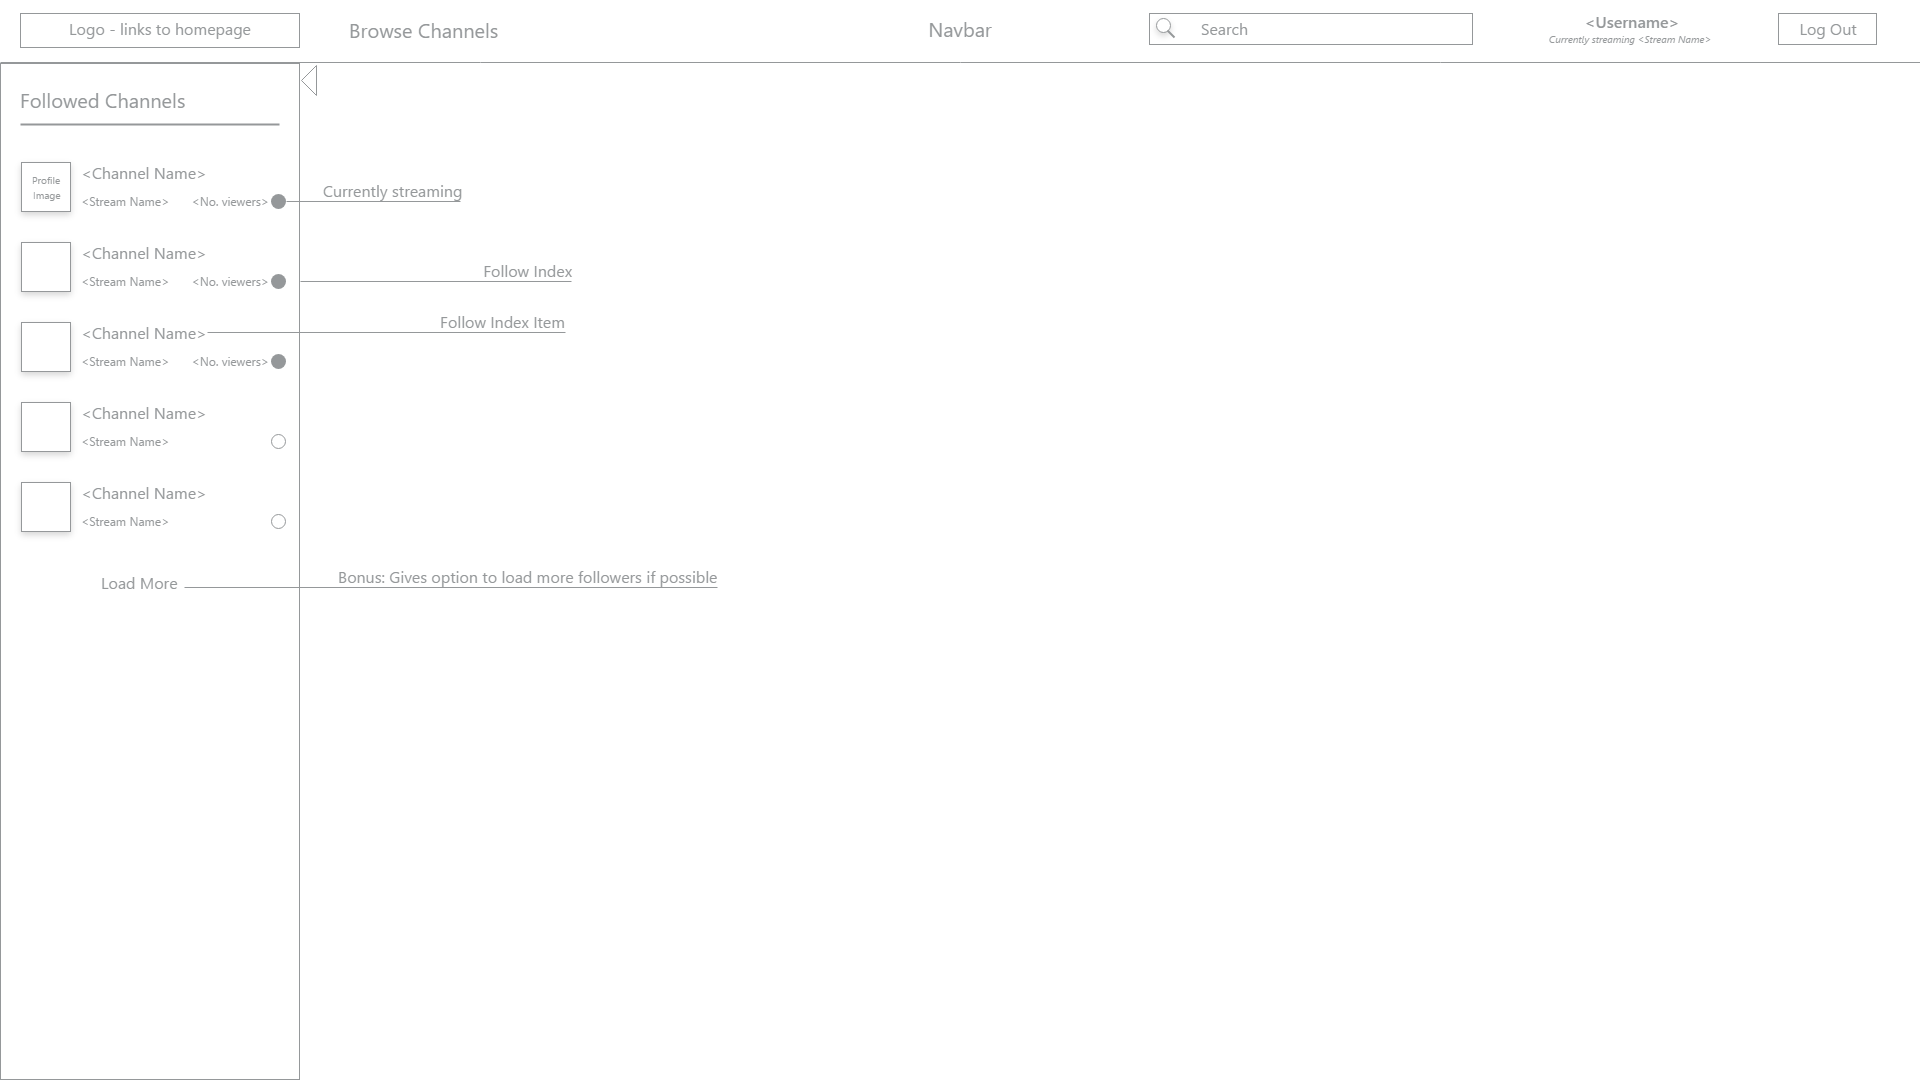 Logo - links to homepage
Browse Channels
Navbar
Search
<Username>
Currently streaming <Stream Name>
Log Out
Followed Channels
Profile
Image
<Channel Name>
<Stream Name> <No. viewers>
Currently streaming
<Channel Name>
<Stream Name> <No. viewers>
Follow Index
Follow Index Item
<Channel Name>
<Stream Name> <No. viewers>
<Channel Name>
<Stream Name>
<Channel Name>
<Stream Name>
Load More
Bonus: Gives option to load more followers if possible